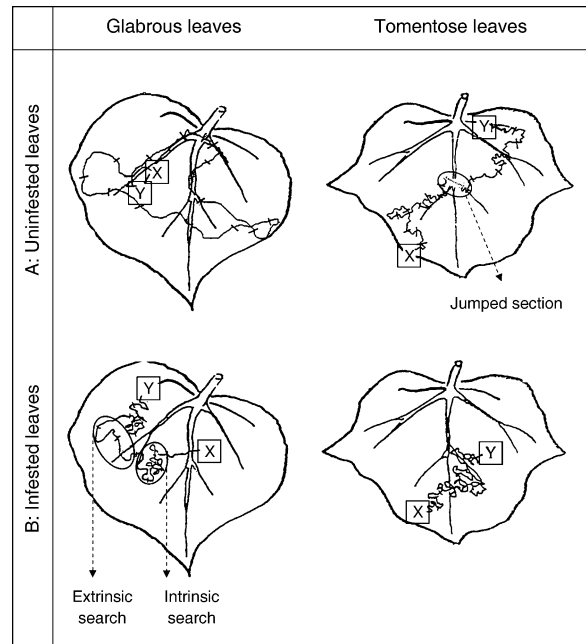 Glabrous leaves
Tomentose leaves
A: Uninfested leaves
X
Y
Y
X
Jumped section
B: Infested leaves
Y
X
Y
X
Extrinsic
search
Intrinsic
search